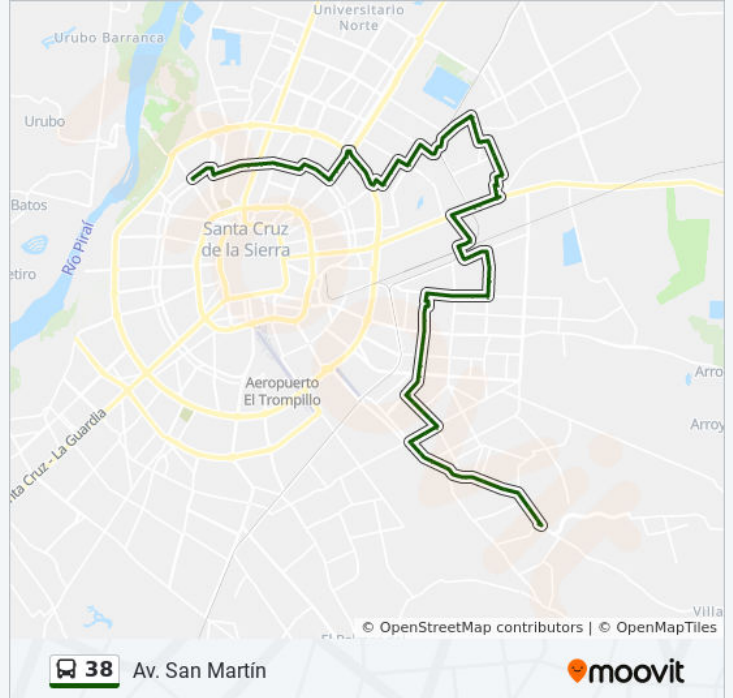 Universitario
Norte
Urubo Barranca
Urubo
Batos
Río Piraí
Santa Cruz
de la Sierra
etiro
Aeropuerto
El Trompillo
Arro
Arroy
nta Cruz - La Guardia
Villa
© OpenStreetMap contributors | © OpenMapTiles
38 Av. San Martín
moovit